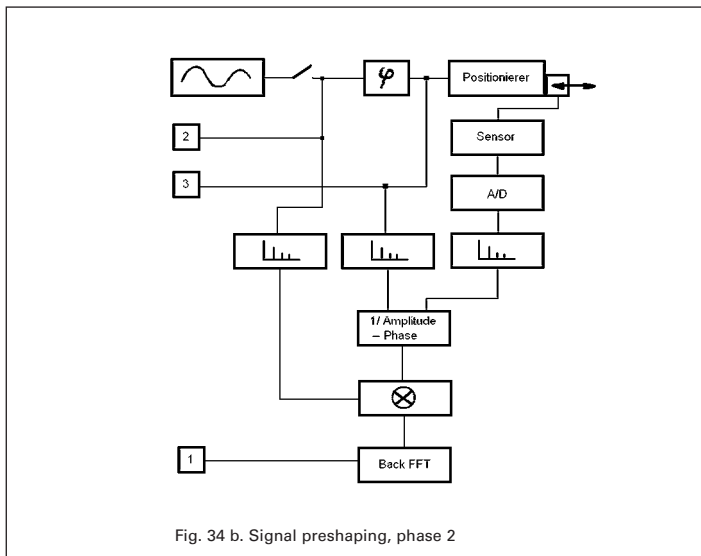 φ
Positionierer
2
Sensor
3
A/D
1/ Amplitude
– Phase
1
Back FFT
Fig. 34 b. Signal preshaping, phase 2